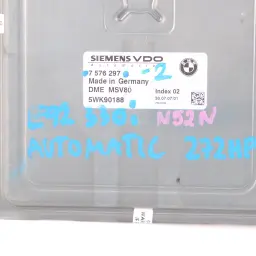 SIEMENS VDO
Automotive
7 576 297 -2
Made in Germany
DME MSV80 Index 02
5WK90188
E92 330i N52N
AUTOMATIC 272HP